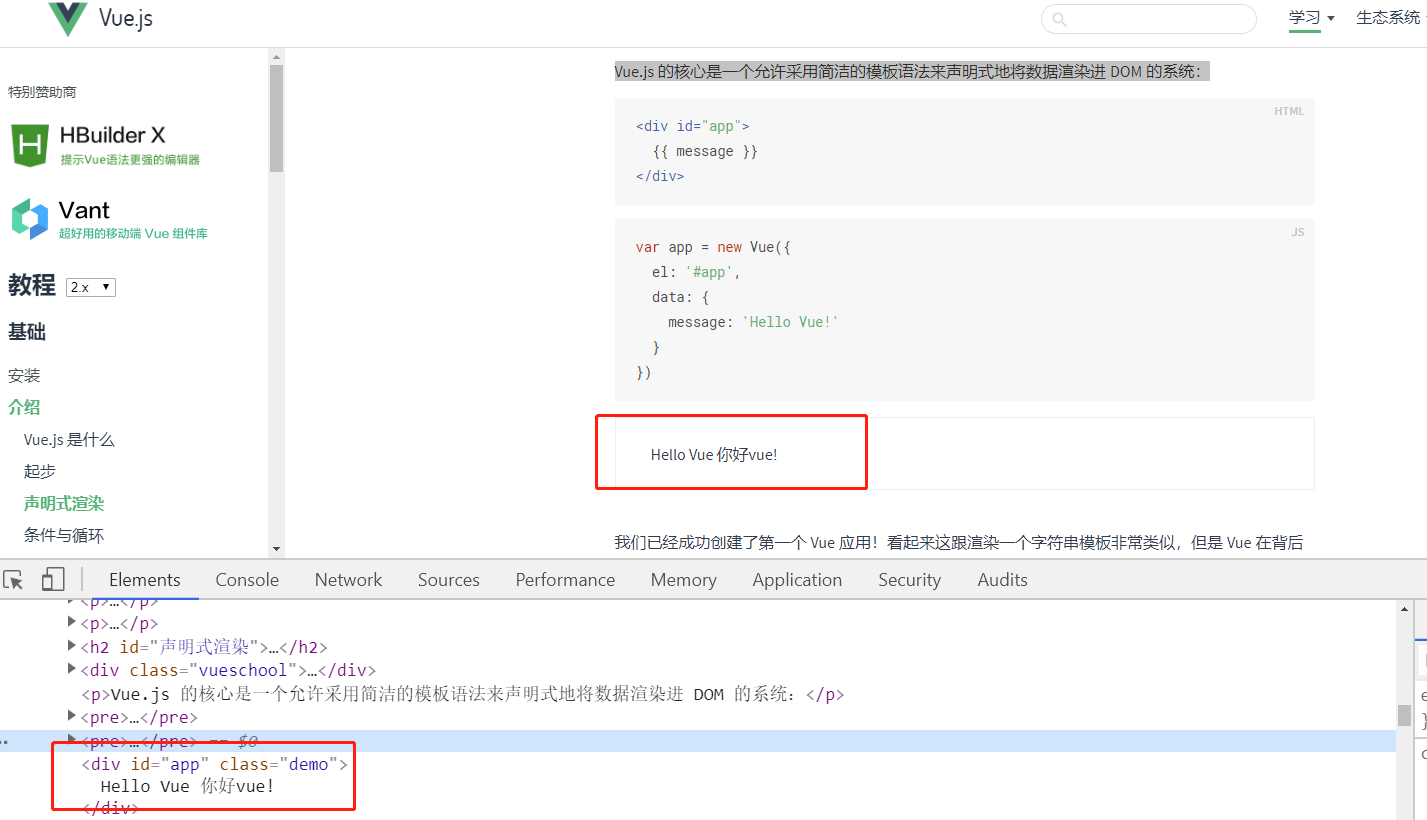 Vue.js
学习
生态系统
特别赞助商
HBuilder X
提示Vue语法更强的编辑器
Vant
超好用的移动端 Vue 组件库
教程 2.x
基础
安装
介绍
Vue.js 是什么
起步
声明式渲染
条件与循环
Vue.js 的核心是一个允许采用简洁的模板语法来声明式地将数据渲染进 DOM 的系统：
HTML
<div id="app">
{{ message }}
</div>
JS
var app = new Vue({
el: '#app',
data: {
message: 'Hello Vue!'
}
})
Hello Vue 你好vue!
我们已经成功创建了第一个 Vue 应用！看起来这跟渲染一个字符串模板非常类似，但是 Vue 在背后
Elements Console Network Sources Performance Memory Application Security Audits
<p>…</p>
<p>…</p>
<h2 id="声明式渲染">…</h2>
<div class="vueschool">…</div>
<p>Vue.js 的核心是一个允许采用简洁的模板语法来声明式地将数据渲染进 DOM 的系统：</p>
<pre>…</pre>
<pre>…</pre> == $0
<div id="app" class="demo">
Hello Vue 你好vue!
</div>